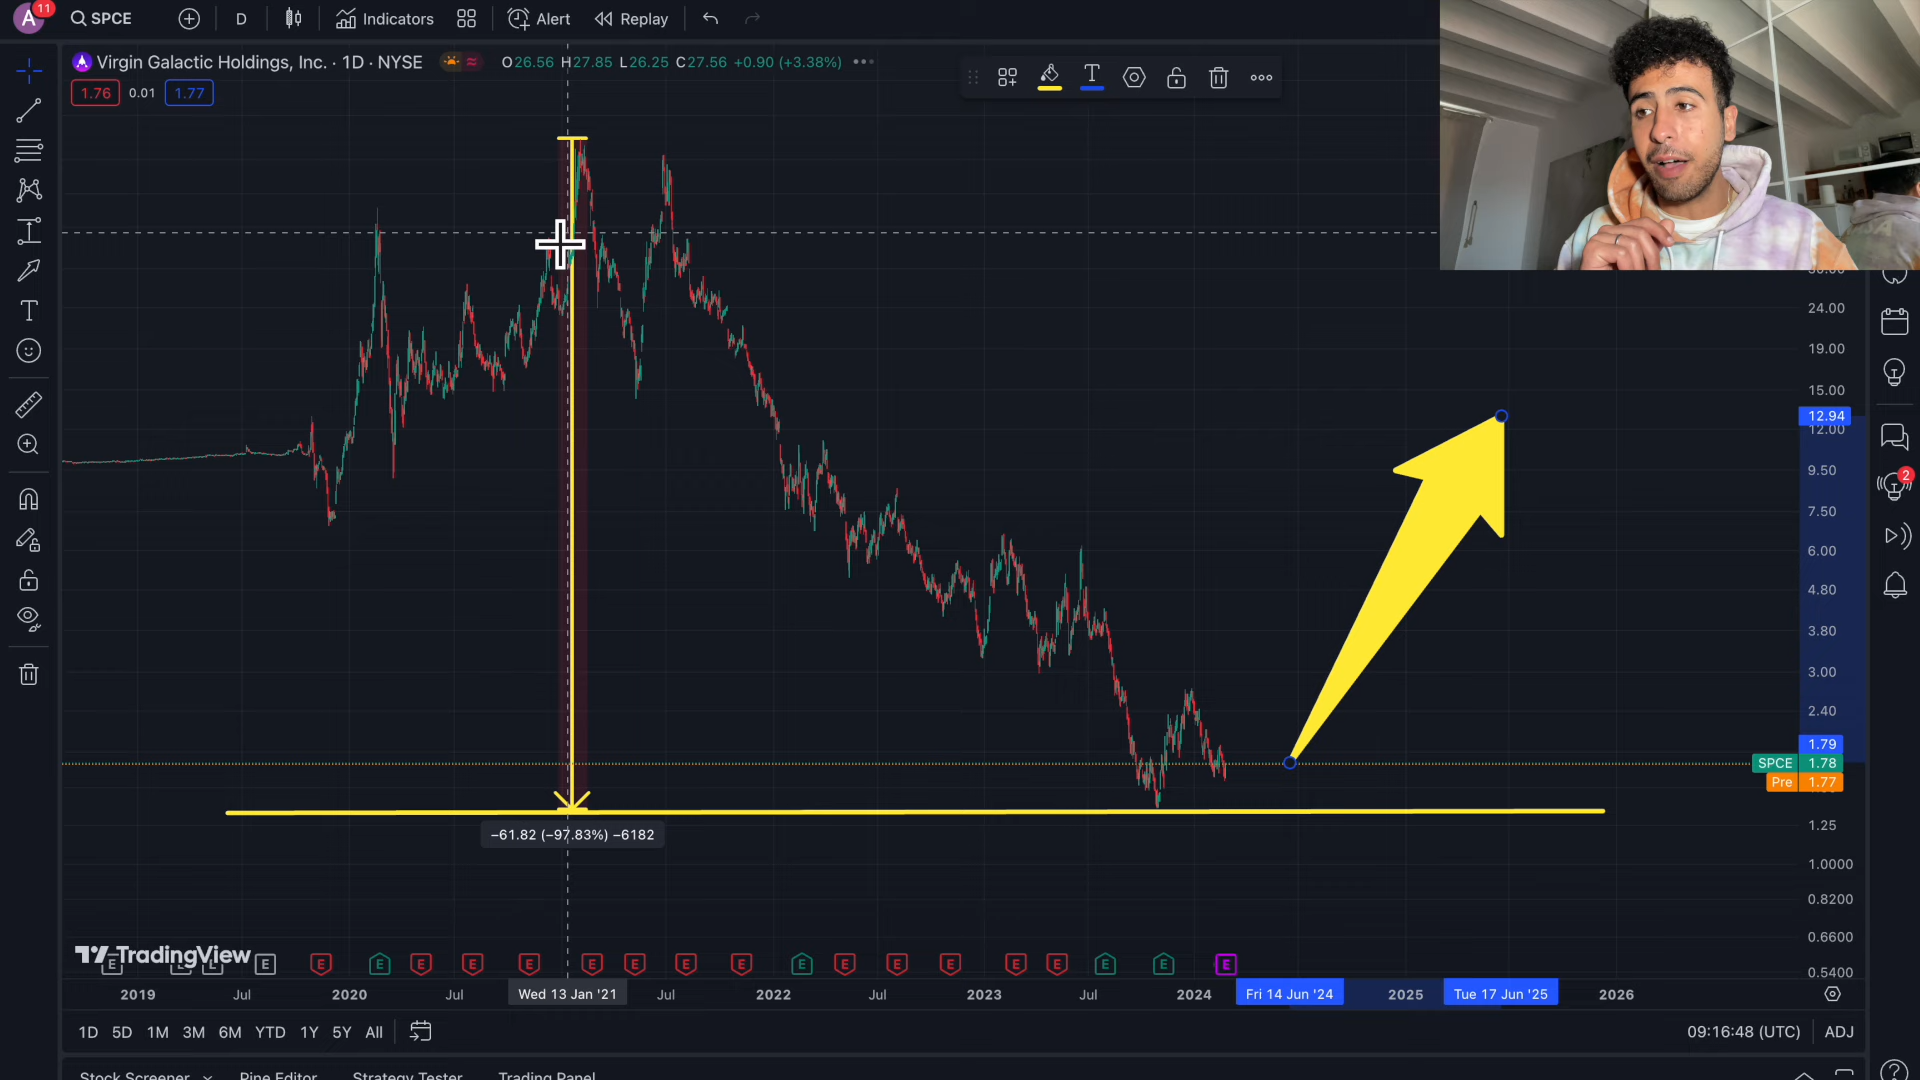 A 11 SPCE D Indicators Alert Replay
Virgin Galactic Holdings, Inc. · 1D · NYSE O26.56 H27.85 L26.25 C27.56 +0.90 (+3.38%)
1.76 0.01 1.77
T
30.00
24.00
19.00
15.00
12.94
12.00
9.50
2
7.50
6.00
4.80
3.80
3.00
2.40
1.79
SPCE 1.78
Pre 1.77
−61.82 (−97.83%) −6182
1.25
1.0000
0.8200
0.6600
0.5400
TradingView
E E E E E E E E E E E E E E E E E E E E E E
2019 Jul 2020 Jul Wed 13 Jan '21 Jul 2022 Jul 2023 Jul 2024 Fri 14 Jun '24 2025 Tue 17 Jun '25 2026
1D 5D 1M 3M 6M YTD 1Y 5Y All 09:16:48 (UTC) ADJ
Stock Screener Pine Editor Strategy Tester Trading Panel